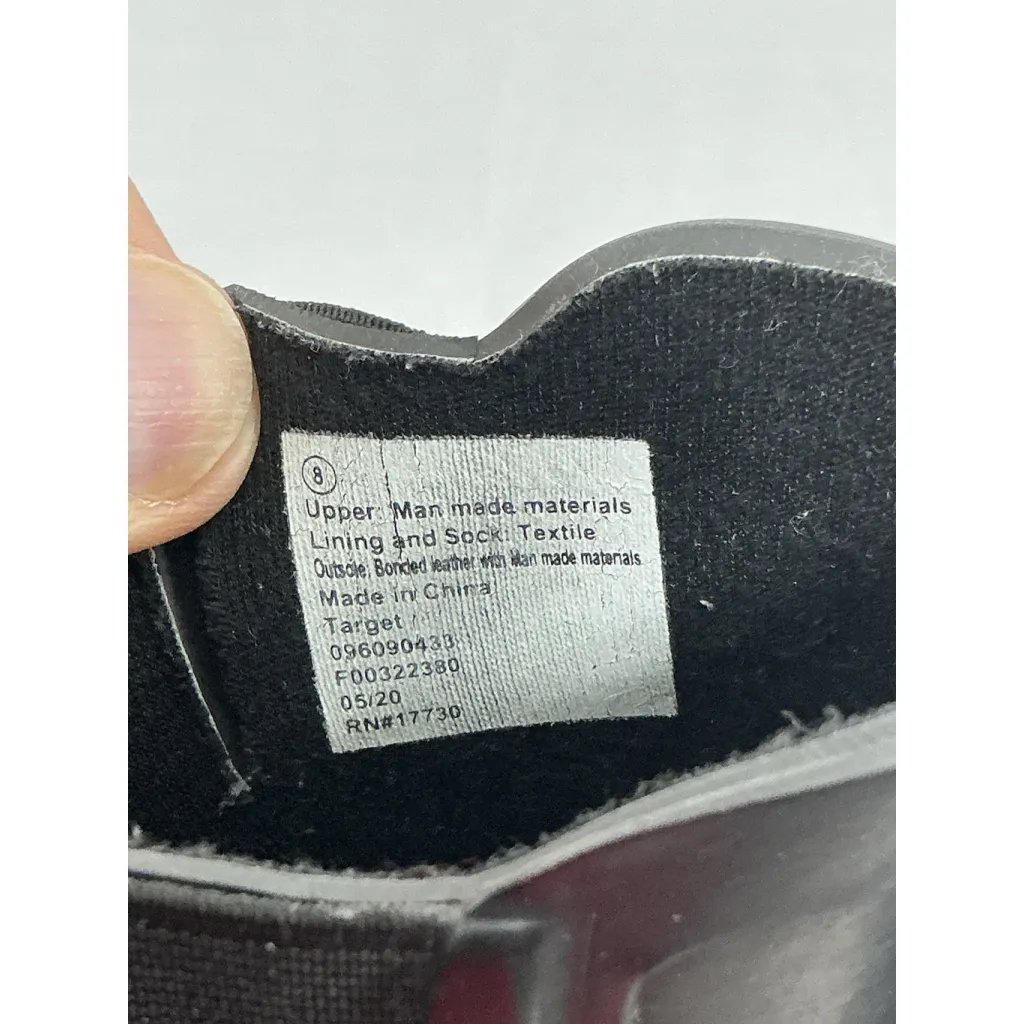 8
Upper: Man made materials
Lining and Sock: Textile
Outsole: Bonded leather with Man made materials
Made in China
Target
096090433
F00322380
05/20
RN#17730